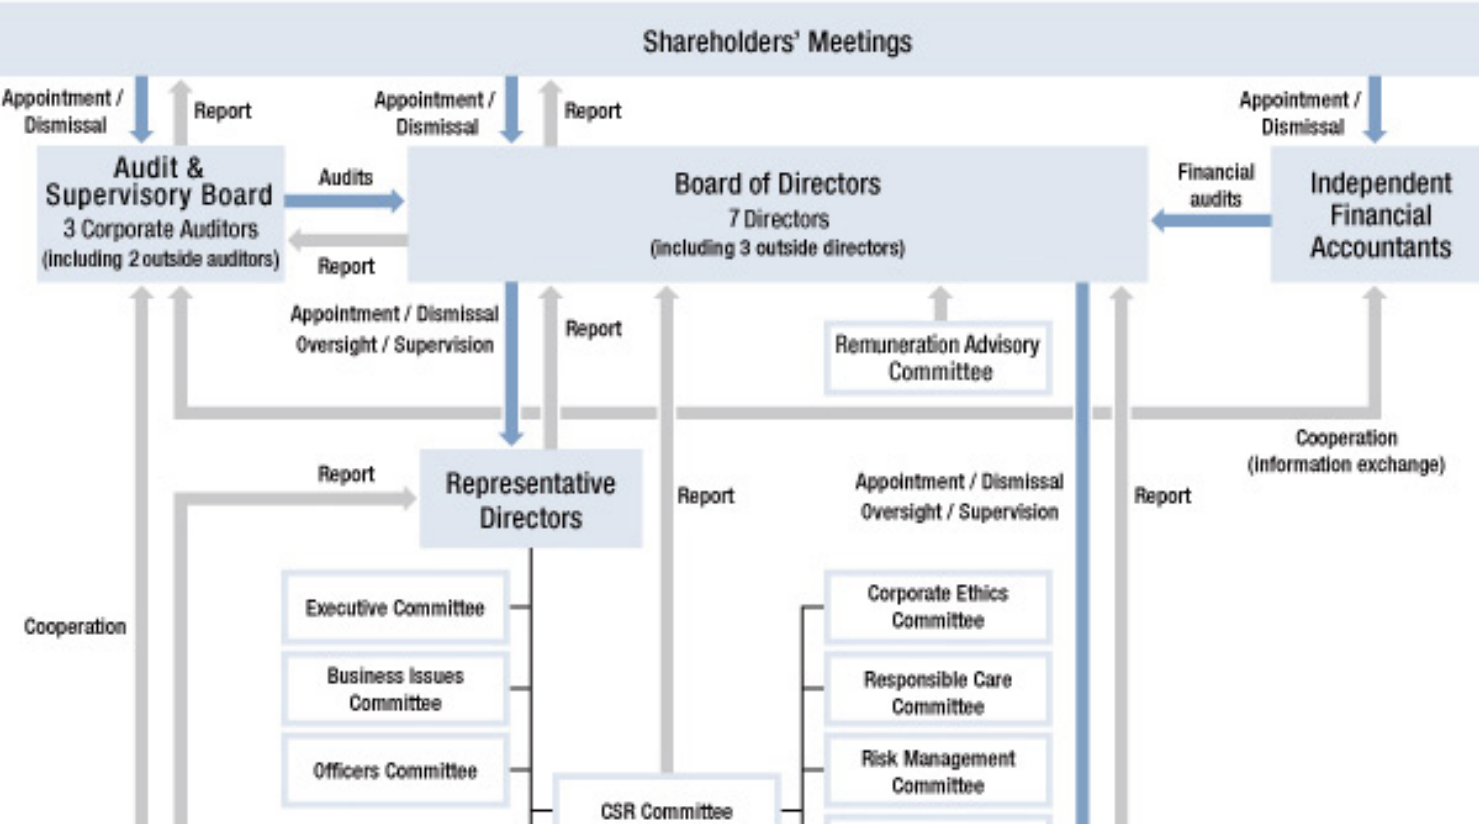 Shareholders' Meetings
Appointment /
Dismissal
Report
Appointment /
Dismissal
Report
Appointment /
Dismissal
Audit &
Supervisory Board
3 Corporate Auditors
(including 2 outside auditors)
Audits
Report
Board of Directors
7 Directors
(including 3 outside directors)
Financial
audits
Independent
Financial
Accountants
Appointment / Dismissal
Oversight / Supervision
Report
Remuneration Advisory
Committee
Cooperation
(information exchange)
Report
Representative
Directors
Report
Appointment / Dismissal
Oversight / Supervision
Report
Cooperation
Executive Committee
Business Issues
Committee
Officers Committee
CSR Committee
Corporate Ethics
Committee
Responsible Care
Committee
Risk Management
Committee